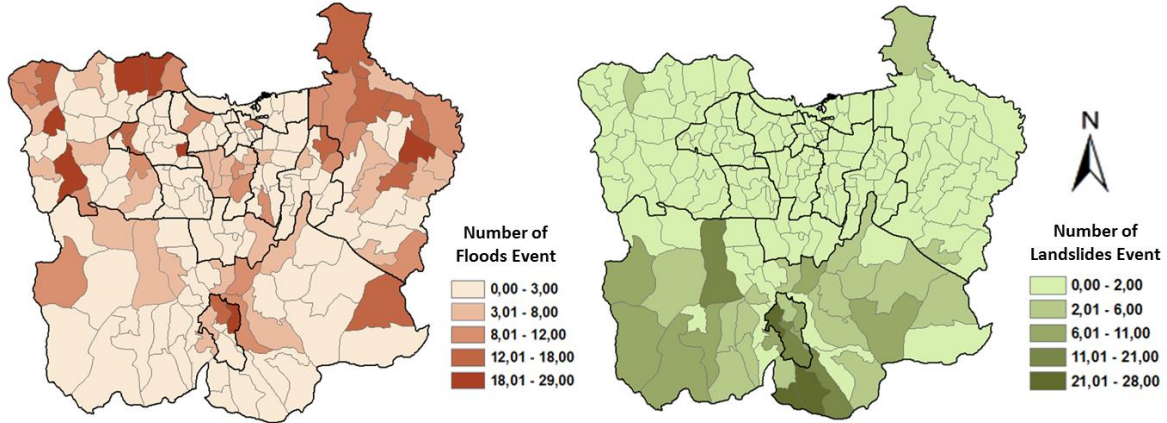 Number of
Floods Event
0,00 - 3,00
3,01 - 8,00
8,01 - 12,00
12,01 - 18,00
18,01 - 29,00
N
Number of
Landslides Event
0,00 - 2,00
2,01 - 6,00
6,01 - 11,00
11,01 - 21,00
21,01 - 28,00